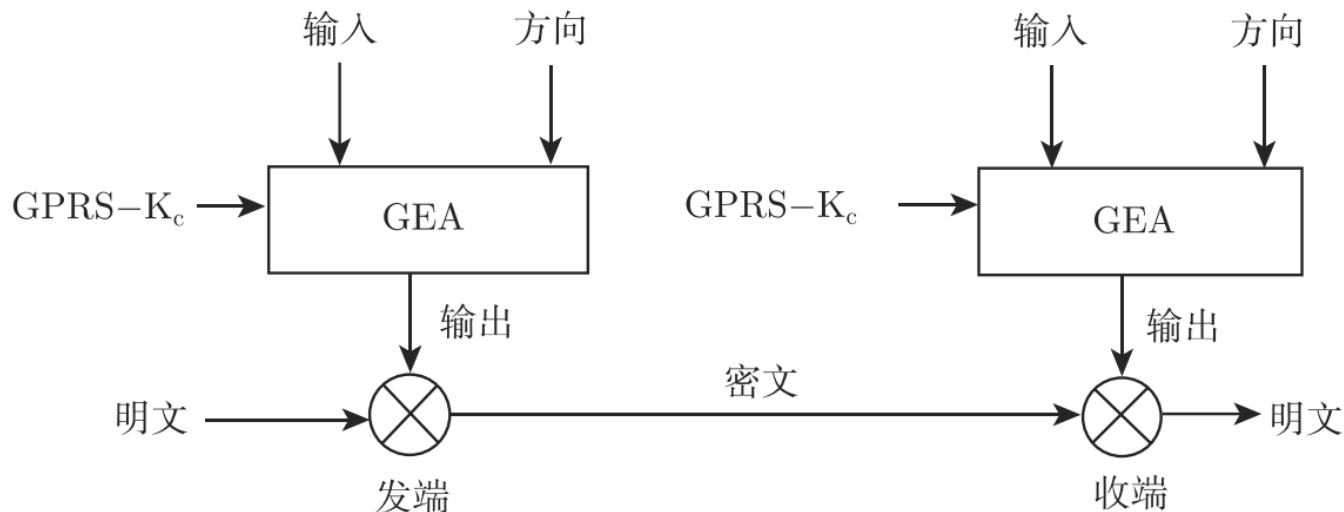 输入 方向 输入 方向
GPRS−Kc GEA GPRS−Kc GEA
输出 输出
明文 密文 明文
发端 收端